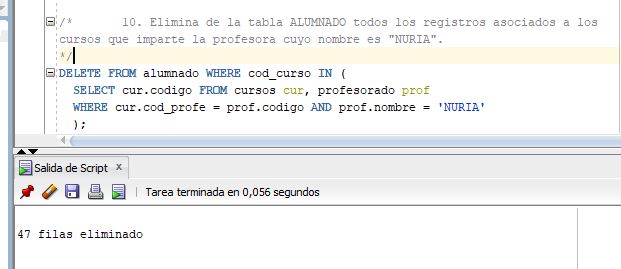 /*      10. Elimina de la tabla ALUMNADO todos los registros asociados a los
cursos que imparte la profesora cuyo nombre es "NURIA".
*/
DELETE FROM alumnado WHERE cod_curso IN (
SELECT cur.codigo FROM cursos cur, profesorado prof
WHERE cur.cod_profe = prof.codigo AND prof.nombre = 'NURIA'
);
Salida de Script x
Tarea terminada en 0,056 segundos
47 filas eliminado